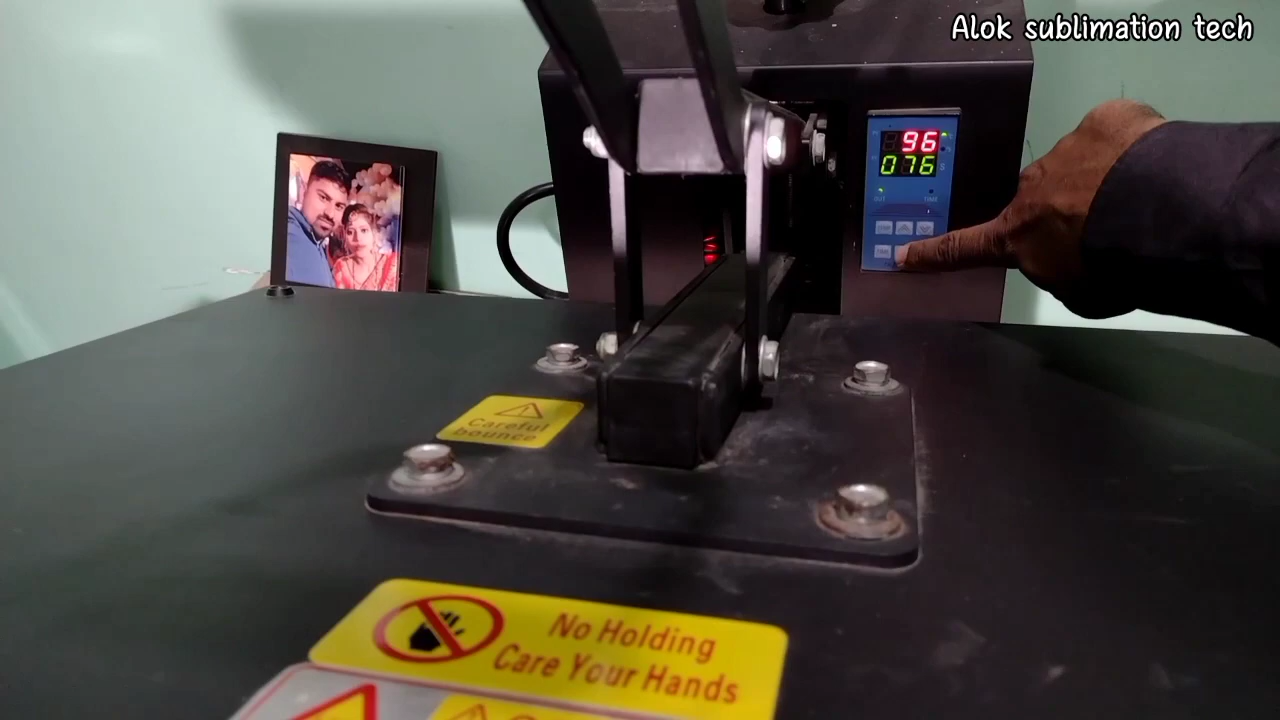 Alok sublimation tech
96
076
OUT
TIME
Careful
bounce
No Holding
Care Your Hands